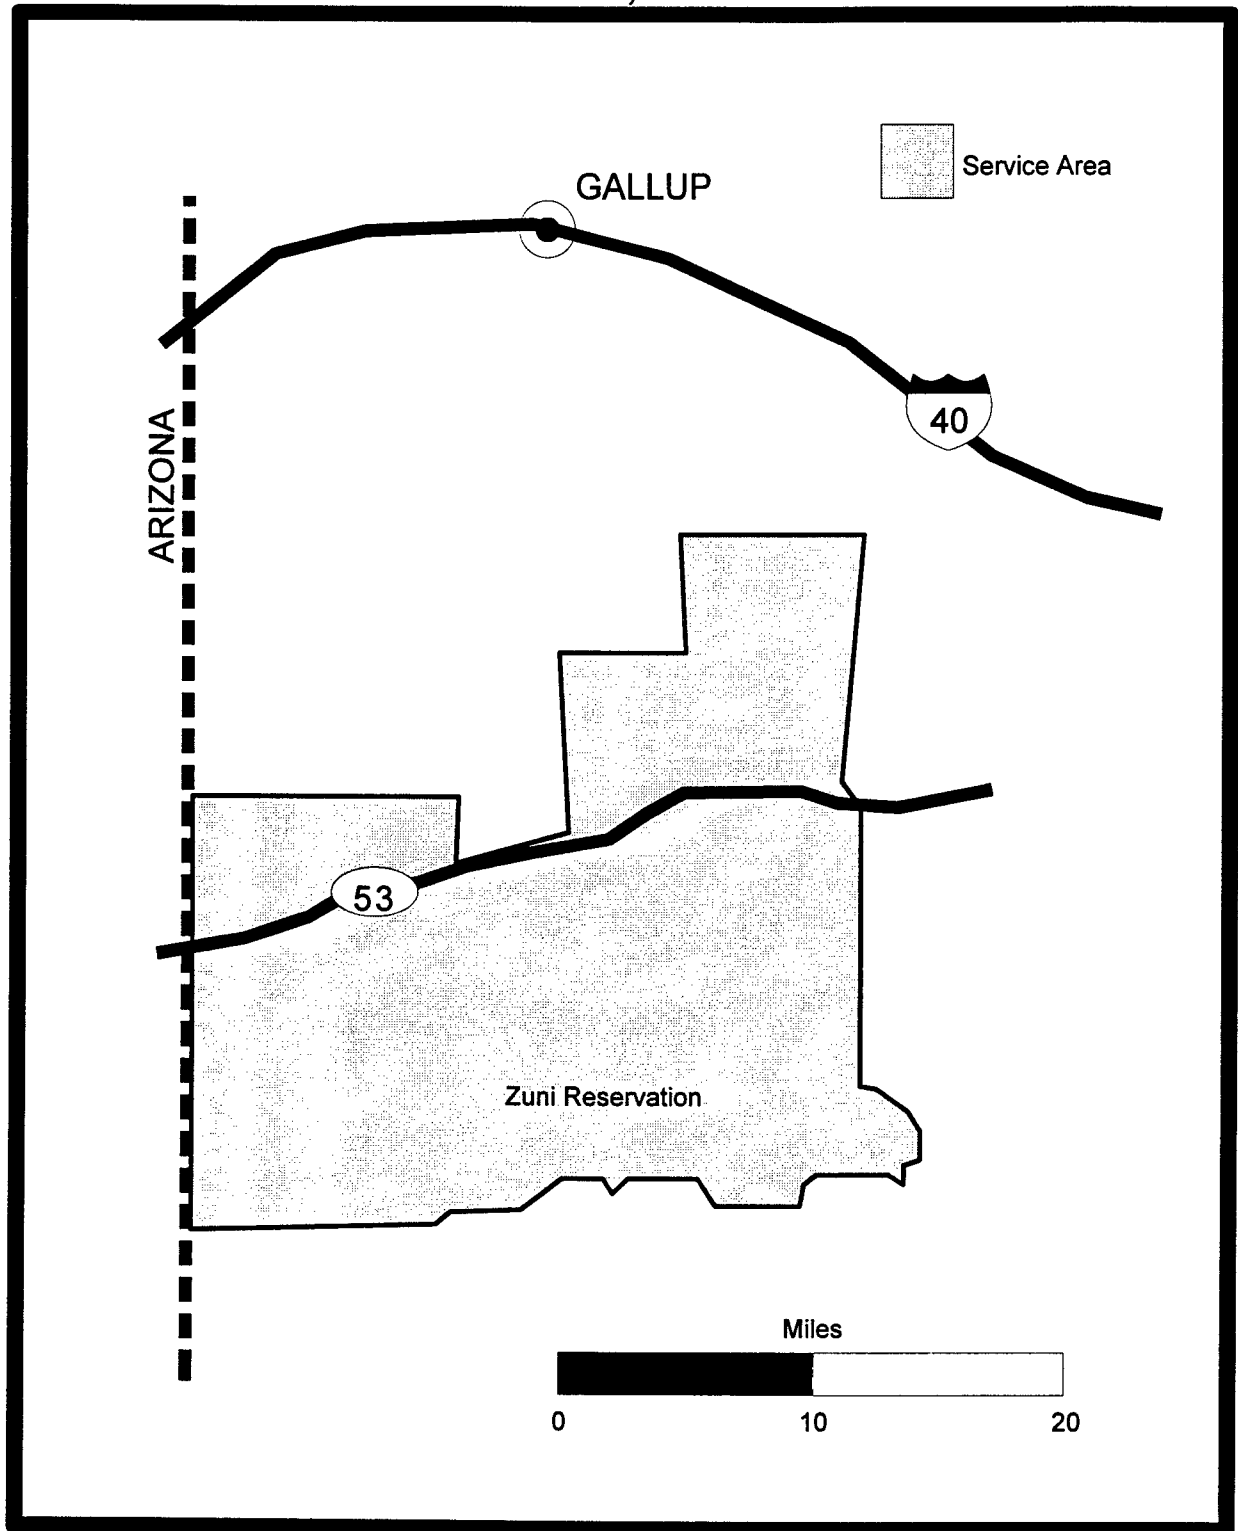 Service Area
GALLUP
40
ARIZONA
53
Zuni Reservation
Miles
0 10 20